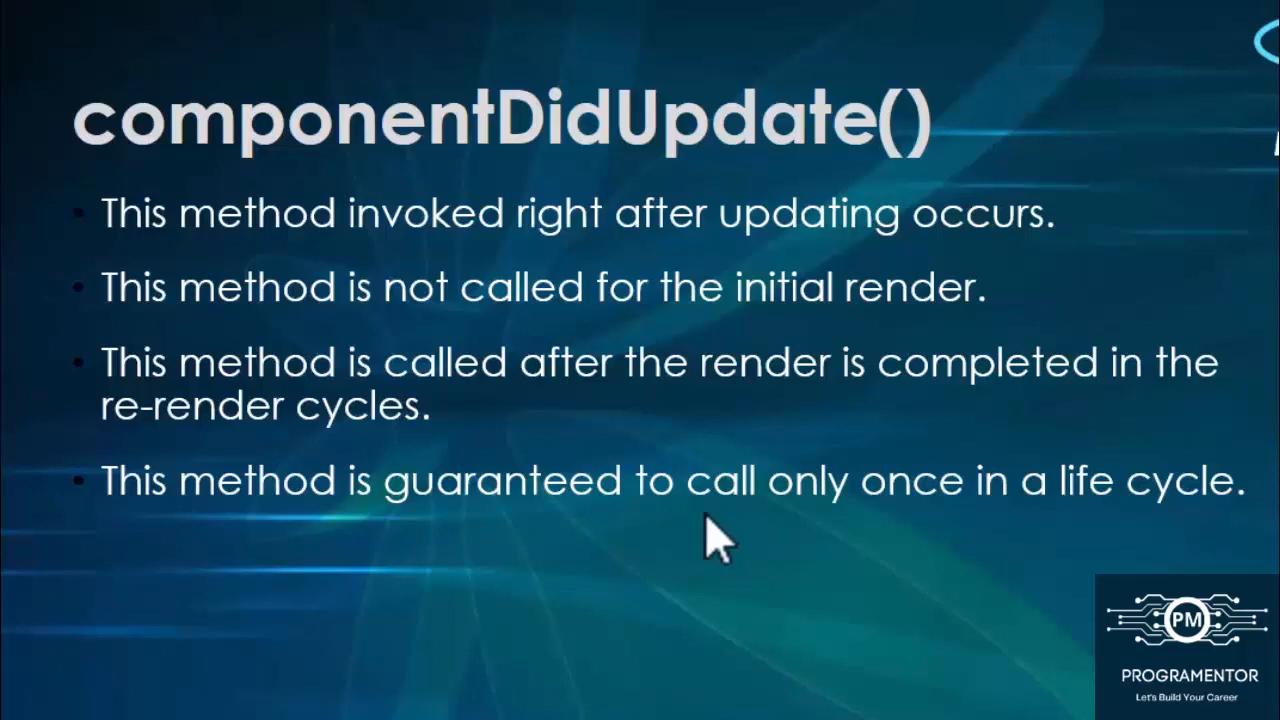 componentDidUpdate()
This method invoked right after updating occurs.
This method is not called for the initial render.
This method is called after the render is completed in the
re-render cycles.
This method is guaranteed to call only once in a life cycle.
PM
PROGRAMENTOR
Let's Build Your Career